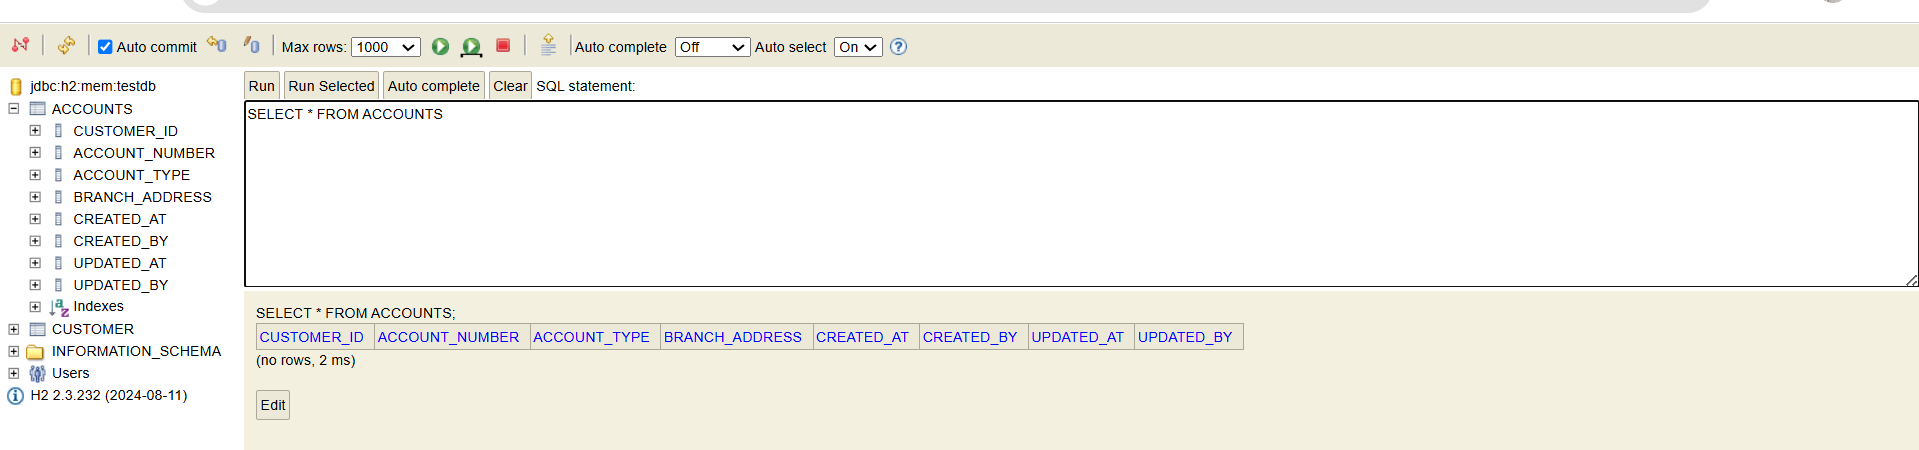 Auto commit Max rows: 1000 Auto complete Off Auto select On ?
jdbc:h2:mem:testdb
ACCOUNTS
CUSTOMER_ID
ACCOUNT_NUMBER
ACCOUNT_TYPE
BRANCH_ADDRESS
CREATED_AT
CREATED_BY
UPDATED_AT
UPDATED_BY
Indexes
CUSTOMER
INFORMATION_SCHEMA
Users
H2 2.3.232 (2024-08-11)
Run Run Selected Auto complete Clear SQL statement:
SELECT * FROM ACCOUNTS
SELECT * FROM ACCOUNTS;
CUSTOMER_ID ACCOUNT_NUMBER ACCOUNT_TYPE BRANCH_ADDRESS CREATED_AT CREATED_BY UPDATED_AT UPDATED_BY
(no rows, 2 ms)
Edit